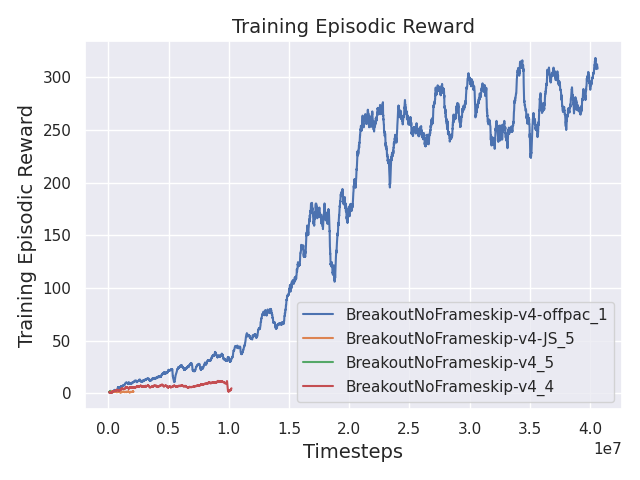 Training Episodic Reward
Training Episodic Reward
300
250
200
150
100
50
0
BreakoutNoFrameskip-v4-offpac_1
BreakoutNoFrameskip-v4-JS_5
BreakoutNoFrameskip-v4_5
BreakoutNoFrameskip-v4_4
0.0 0.5 1.0 1.5 2.0 2.5 3.0 3.5 4.0
1e7
Timesteps